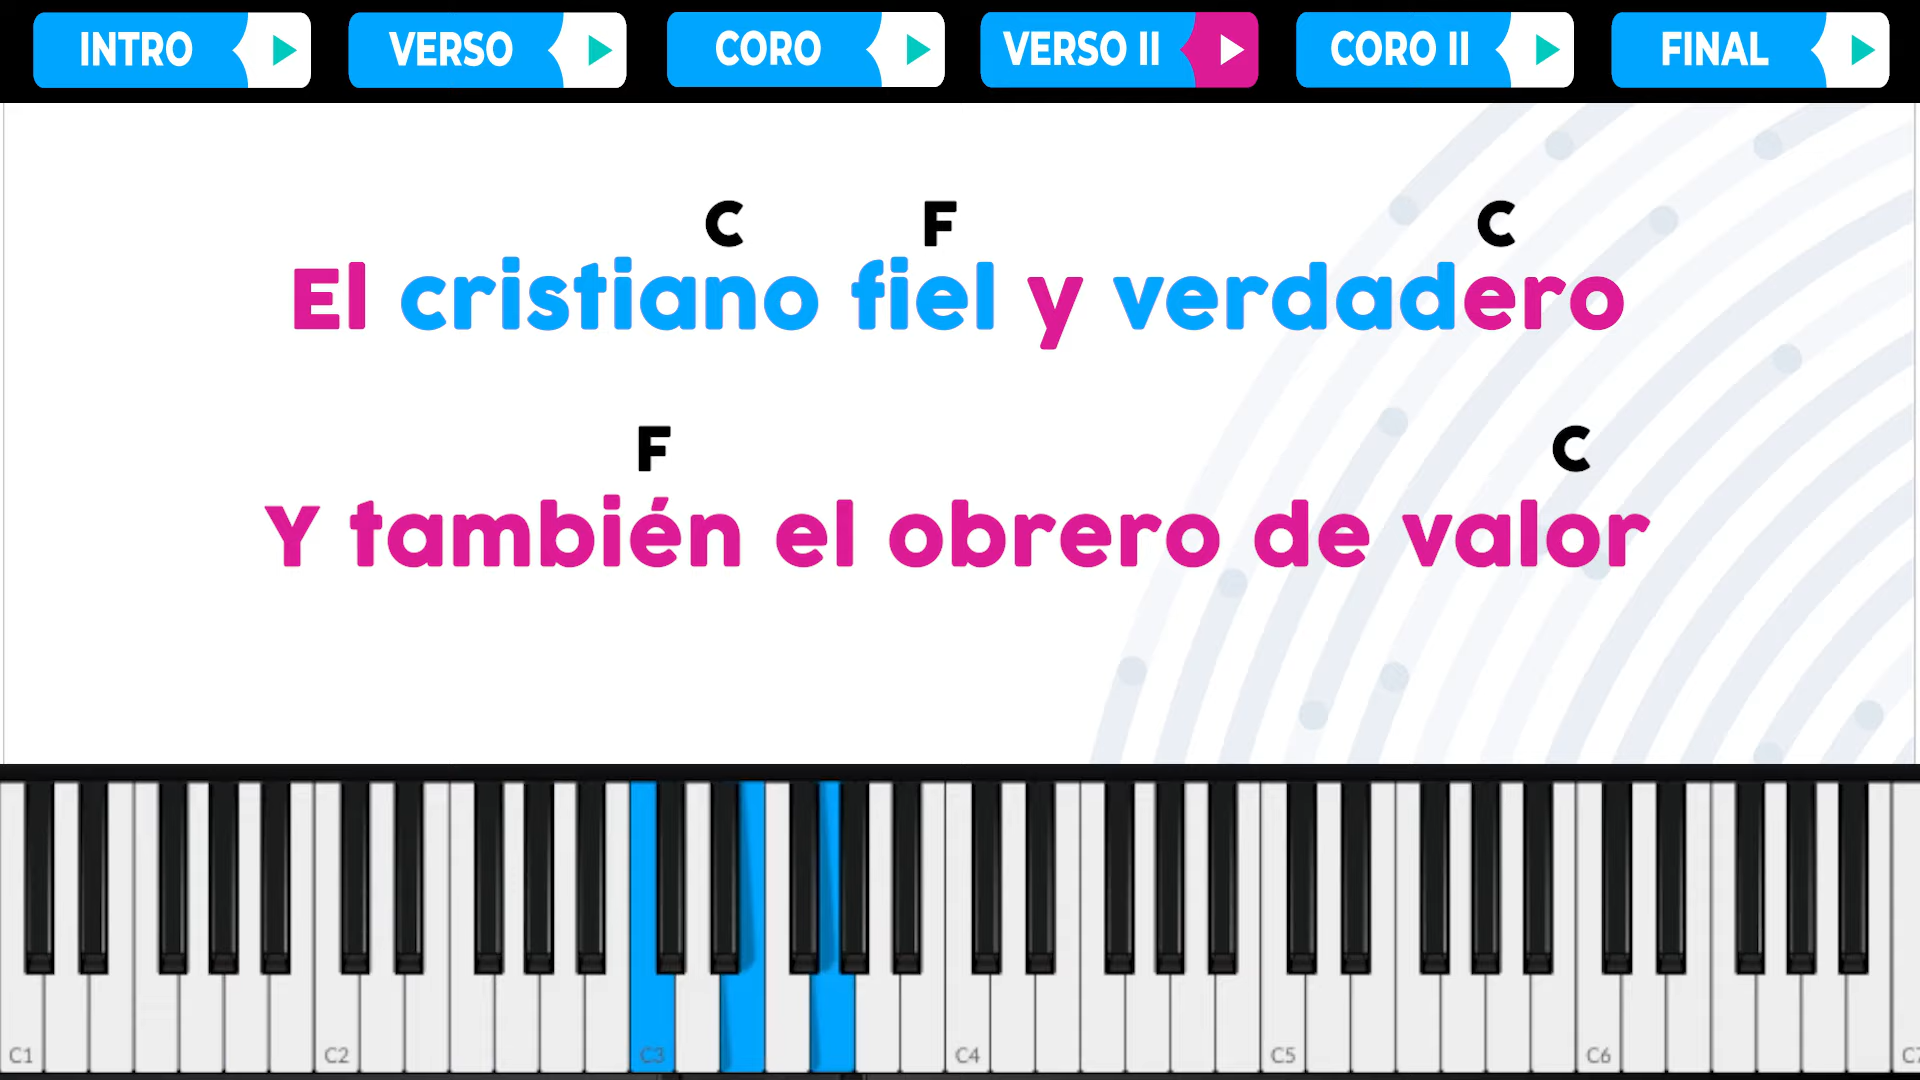 INTRO VERSO CORO VERSO II CORO II FINAL
C F C
El cristiano fiel y verdadero
F C
Y también el obrero de valor
C1 C2 C3 C4 C5 C6 C7